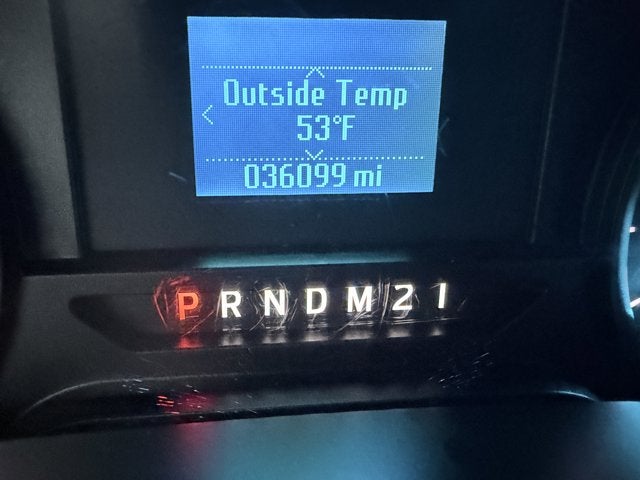 Outside Temp
53°F
036099 mi
P R N D M 2 1